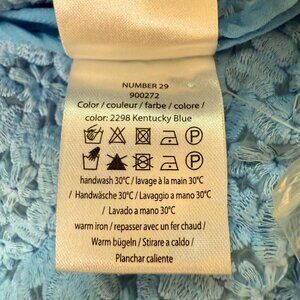 NUMBER 29
900272
Color / couleur / farbe / colore /
color: 2298 Kentucky Blue
handwash 30°C / lavage à la main 30°C
/ Handwäsche 30°C / Lavaggio a mano 30°C
/ Lavado a mano 30°C
warm iron / repasser avec un fer chaud /
Warm bügeln / Stirare a caldo /
Planchar caliente